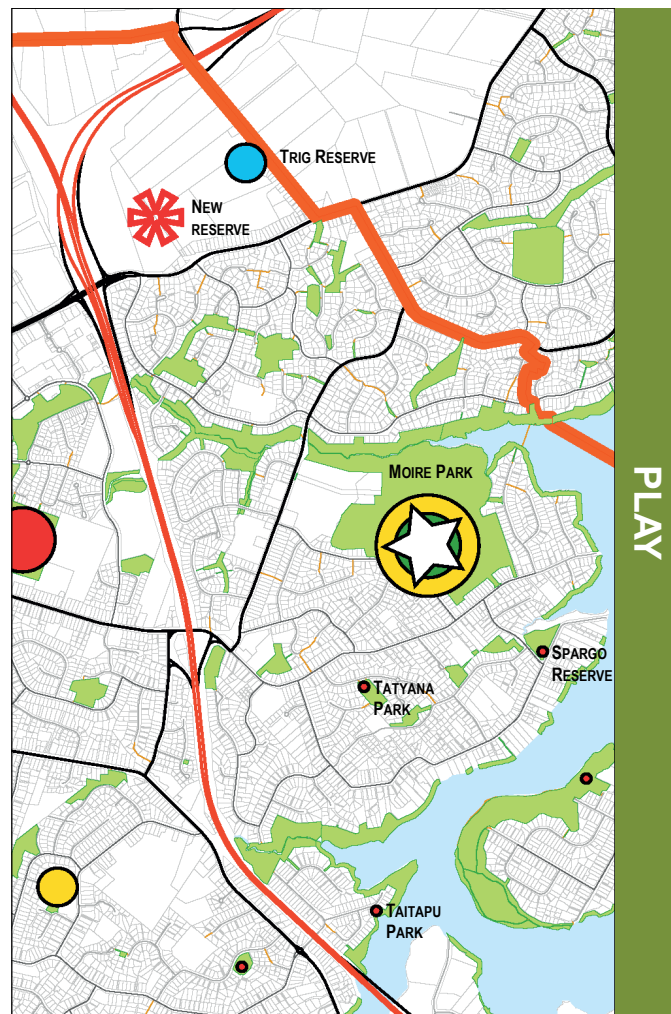 TRIG RESERVE
NEW
RESERVE
MOIRE PARK
SPARGO
RESERVE
TATYANA
PARK
TAITAPU
PARK
PLAY